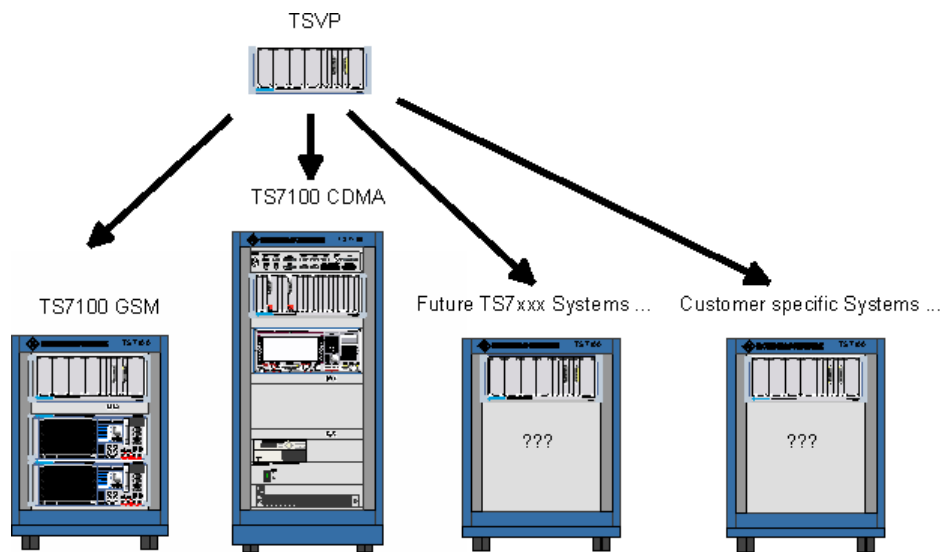 TSVP
TS7100 CDMA
TS7100 GSM
Future TS7xxx Systems ...
Customer specific Systems ...
???
???